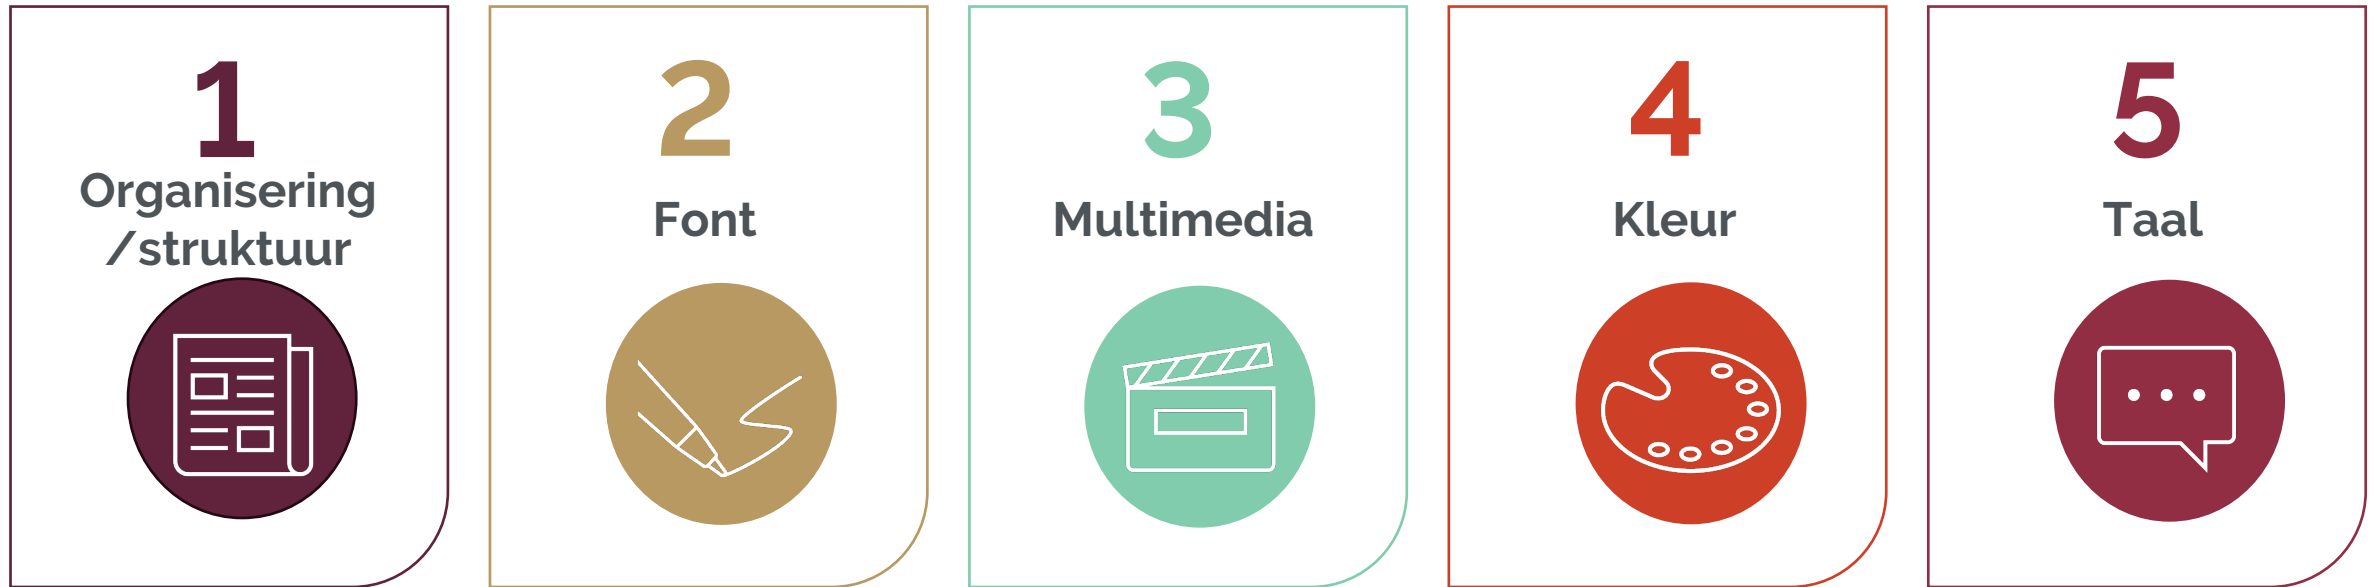 1
Organisering
/struktuur
2
Font
3
Multimedia
4
Kleur
5
Taal